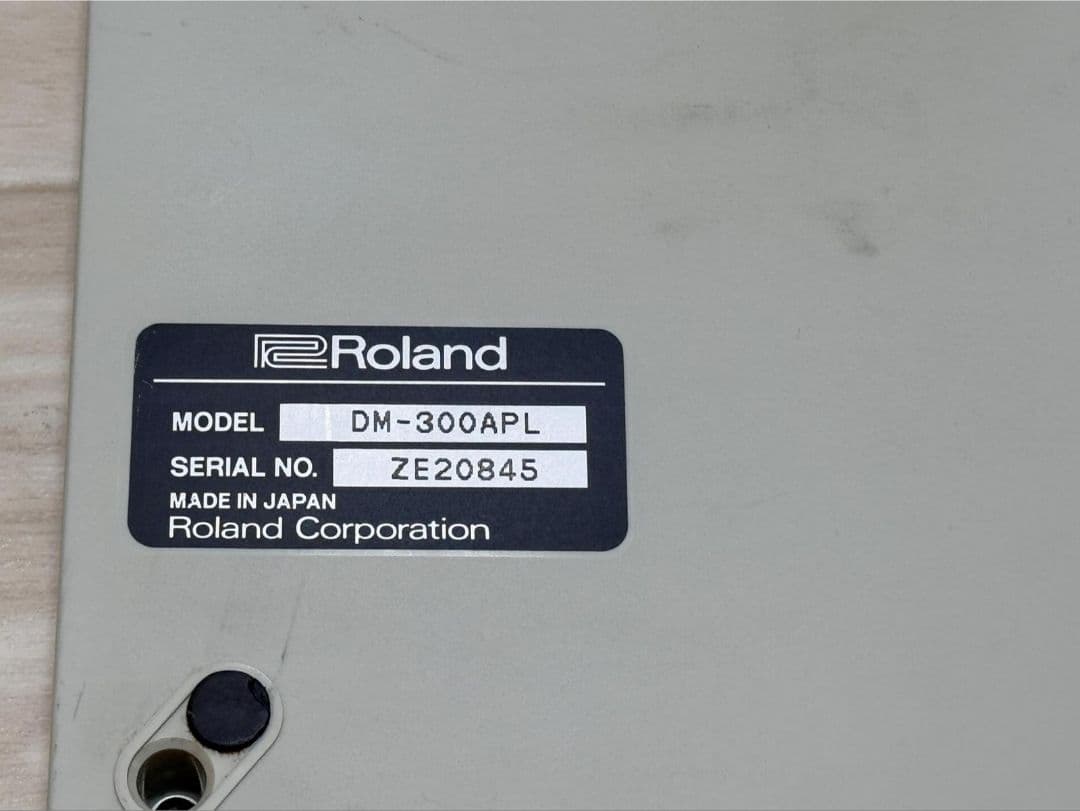 Roland
MODEL DM-300APL
SERIAL NO. ZE20845
MADE IN JAPAN
Roland Corporation